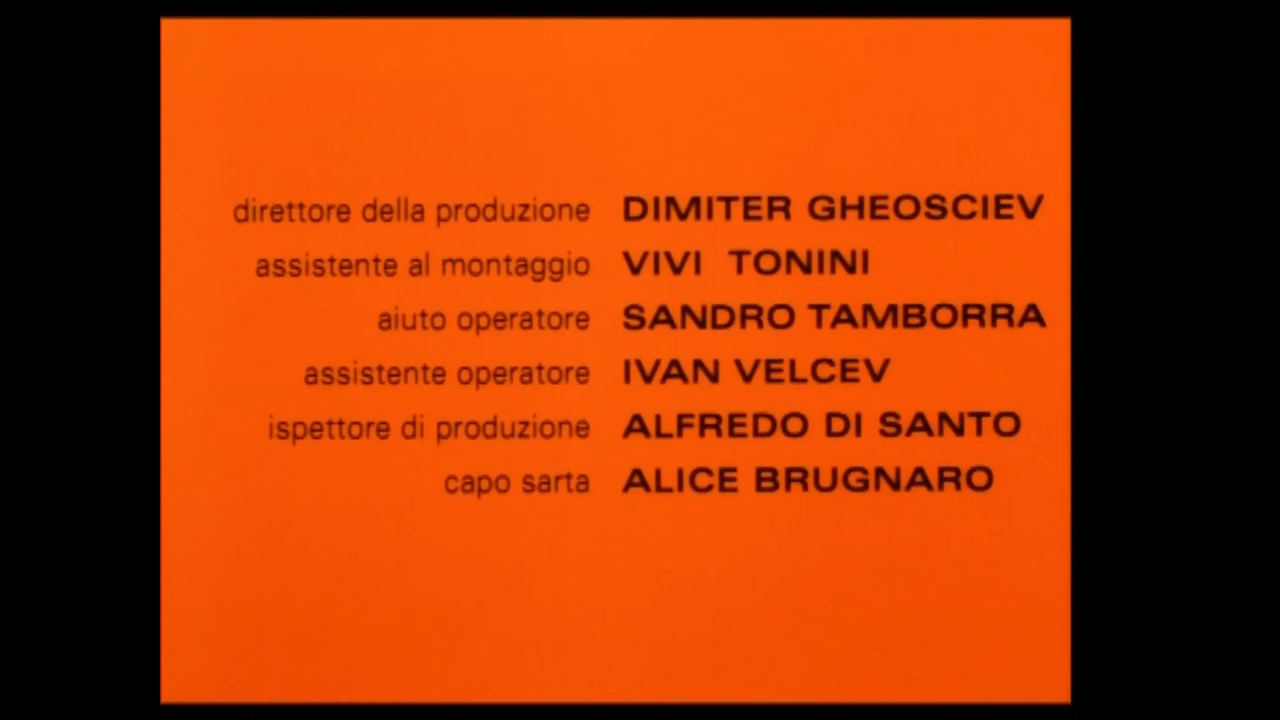 direttore della produzione DIMITER GHEOSCIEV
assistente al montaggio VIVI TONINI
aiuto operatore SANDRO TAMBORRA
assistente operatore IVAN VELCEV
ispettore di produzione ALFREDO DI SANTO
capo sarta ALICE BRUGNARO